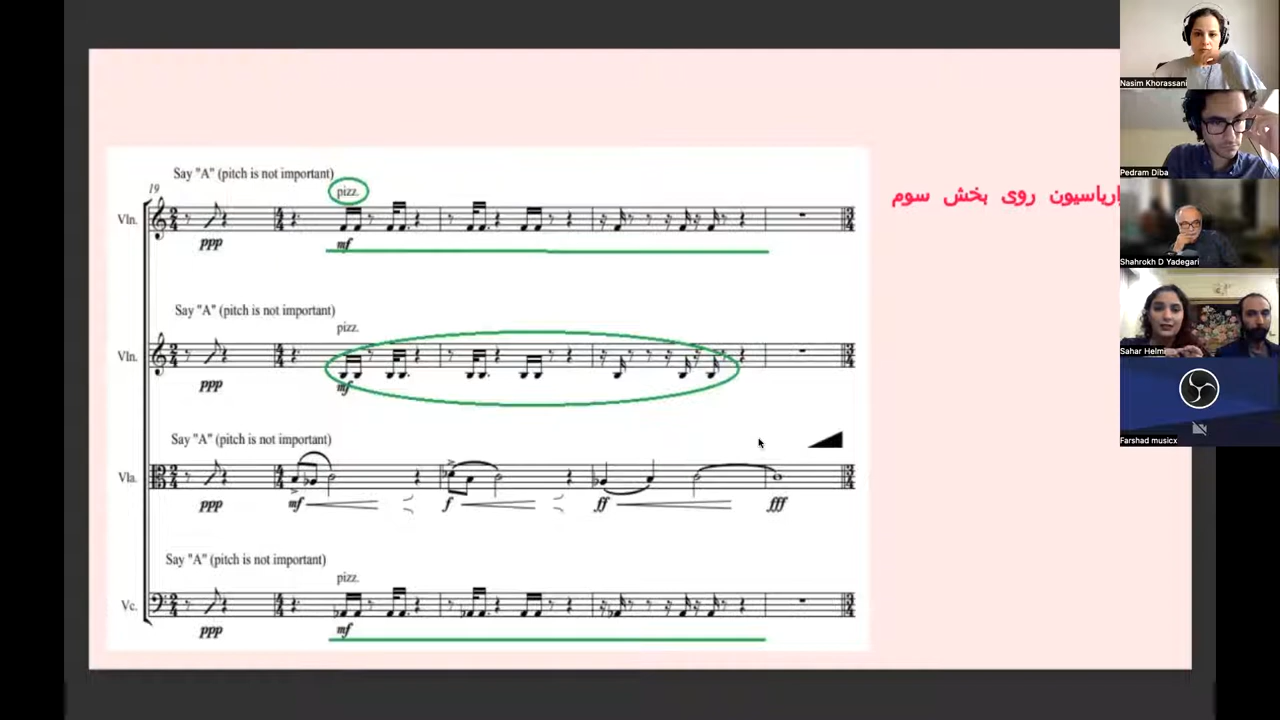 Say "A" (pitch is not important)
19
pizz.
Vln.
ppp
mf
روی بخش سوم
Say "A" (pitch is not important)
pizz.
Vln.
ppp
mf
Say "A" (pitch is not important)
Vla.
ppp
mf
f
ff
fff
Say "A" (pitch is not important)
pizz.
Vc.
ppp
mf
Nasim Khorassani
Pedram Diba
Shahrokh D Yadegari
Sahar Helmi
Farshad musicx